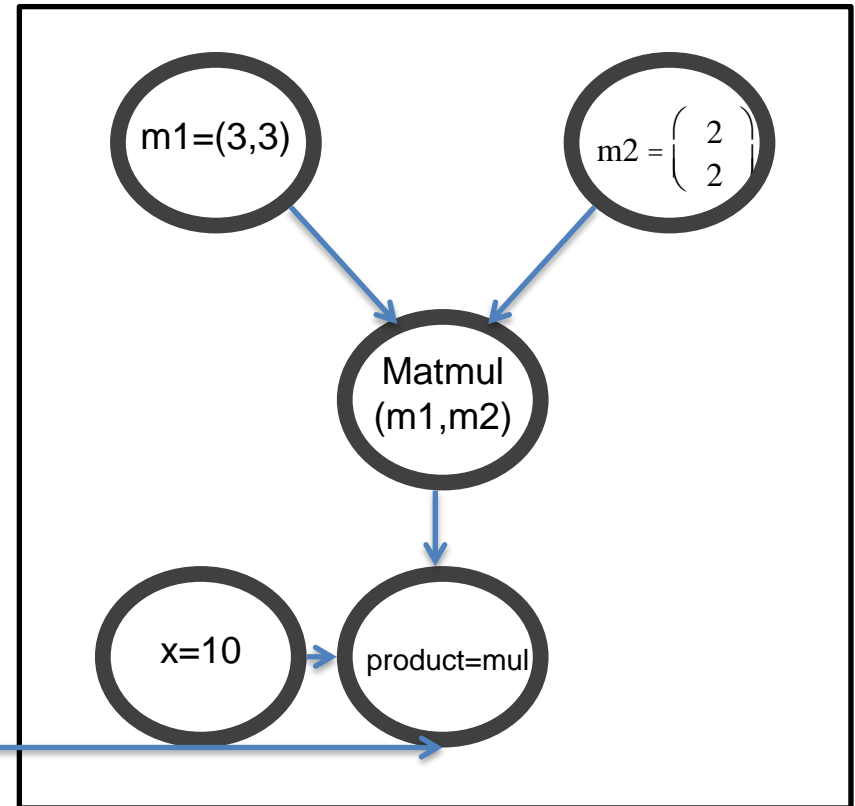 m1=(3,3)
m2 = ( 2
2 )
Matmul
(m1,m2)
x=10
product=mul